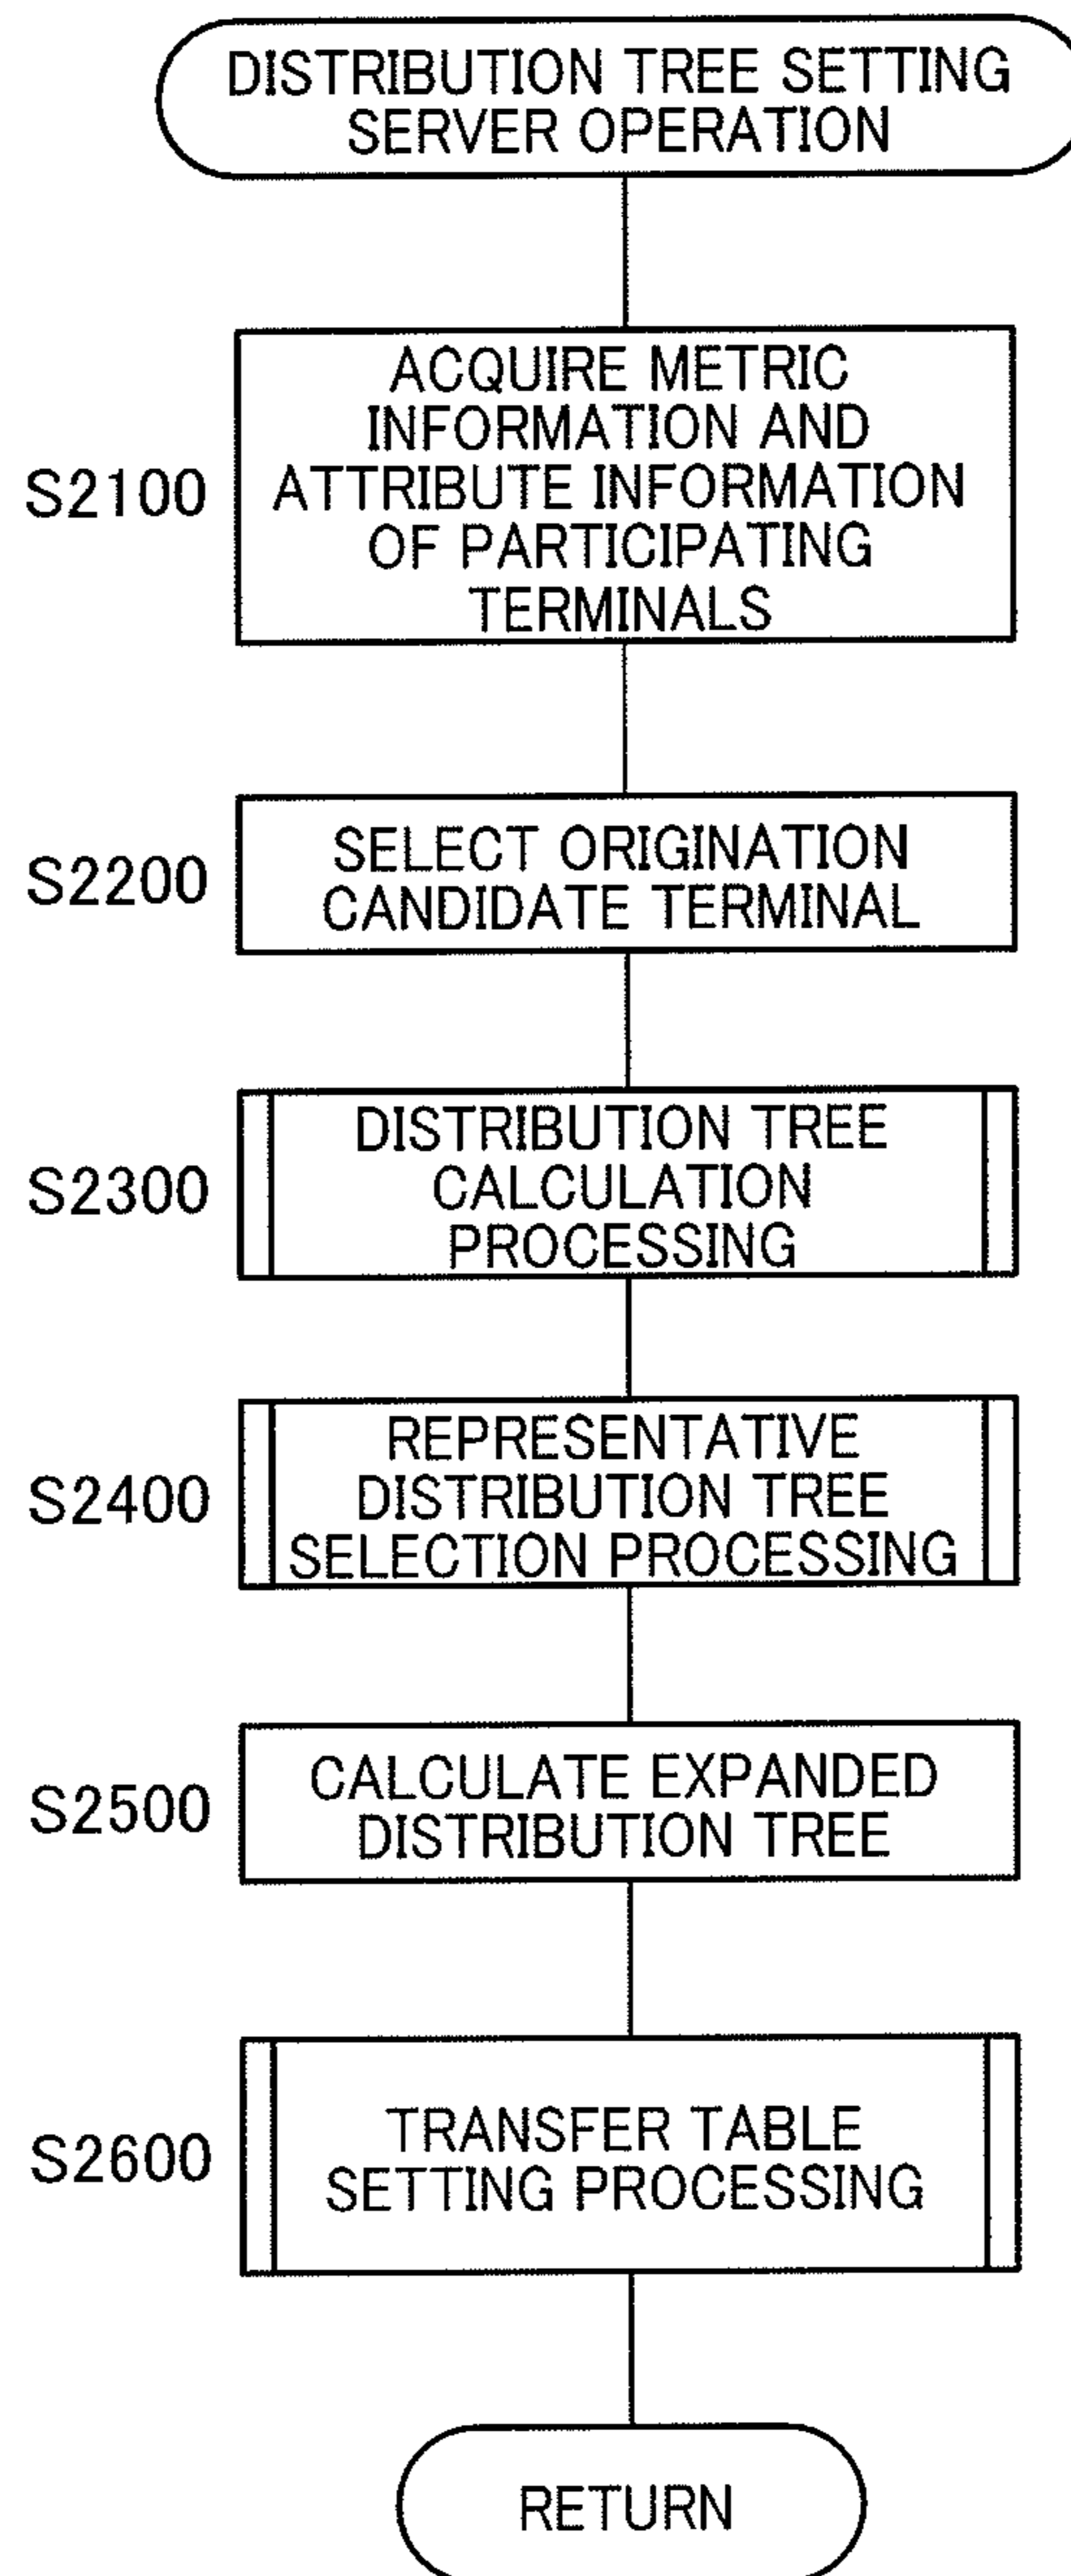 DISTRIBUTION TREE SETTING
SERVER OPERATION
S2100
ACQUIRE METRIC
INFORMATION AND
ATTRIBUTE INFORMATION
OF PARTICIPATING
TERMINALS
S2200
SELECT ORIGINATION
CANDIDATE TERMINAL
S2300
DISTRIBUTION TREE
CALCULATION
PROCESSING
S2400
REPRESENTATIVE
DISTRIBUTION TREE
SELECTION PROCESSING
S2500
CALCULATE EXPANDED
DISTRIBUTION TREE
S2600
TRANSFER TABLE
SETTING PROCESSING
RETURN